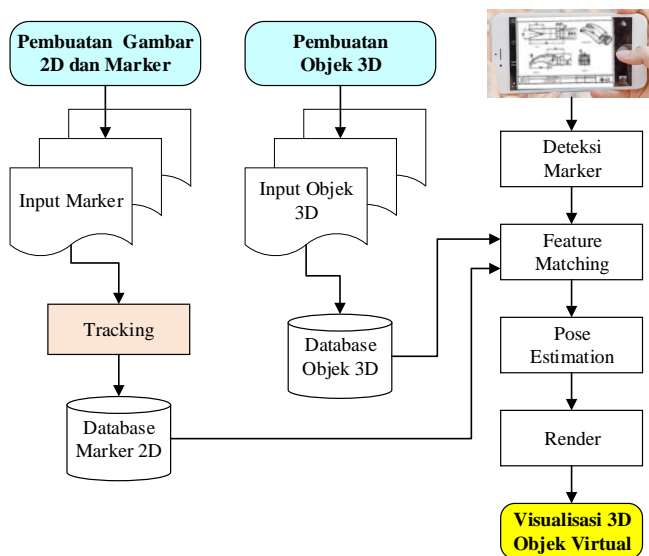 Pembuatan Gambar
2D dan Marker
Input Marker
Tracking
Database
Marker 2D
Pembuatan
Objek 3D
Input Objek
3D
Database
Objek 3D
Deteksi
Marker
Feature
Matching
Pose
Estimation
Render
Visualisasi 3D
Objek Virtual